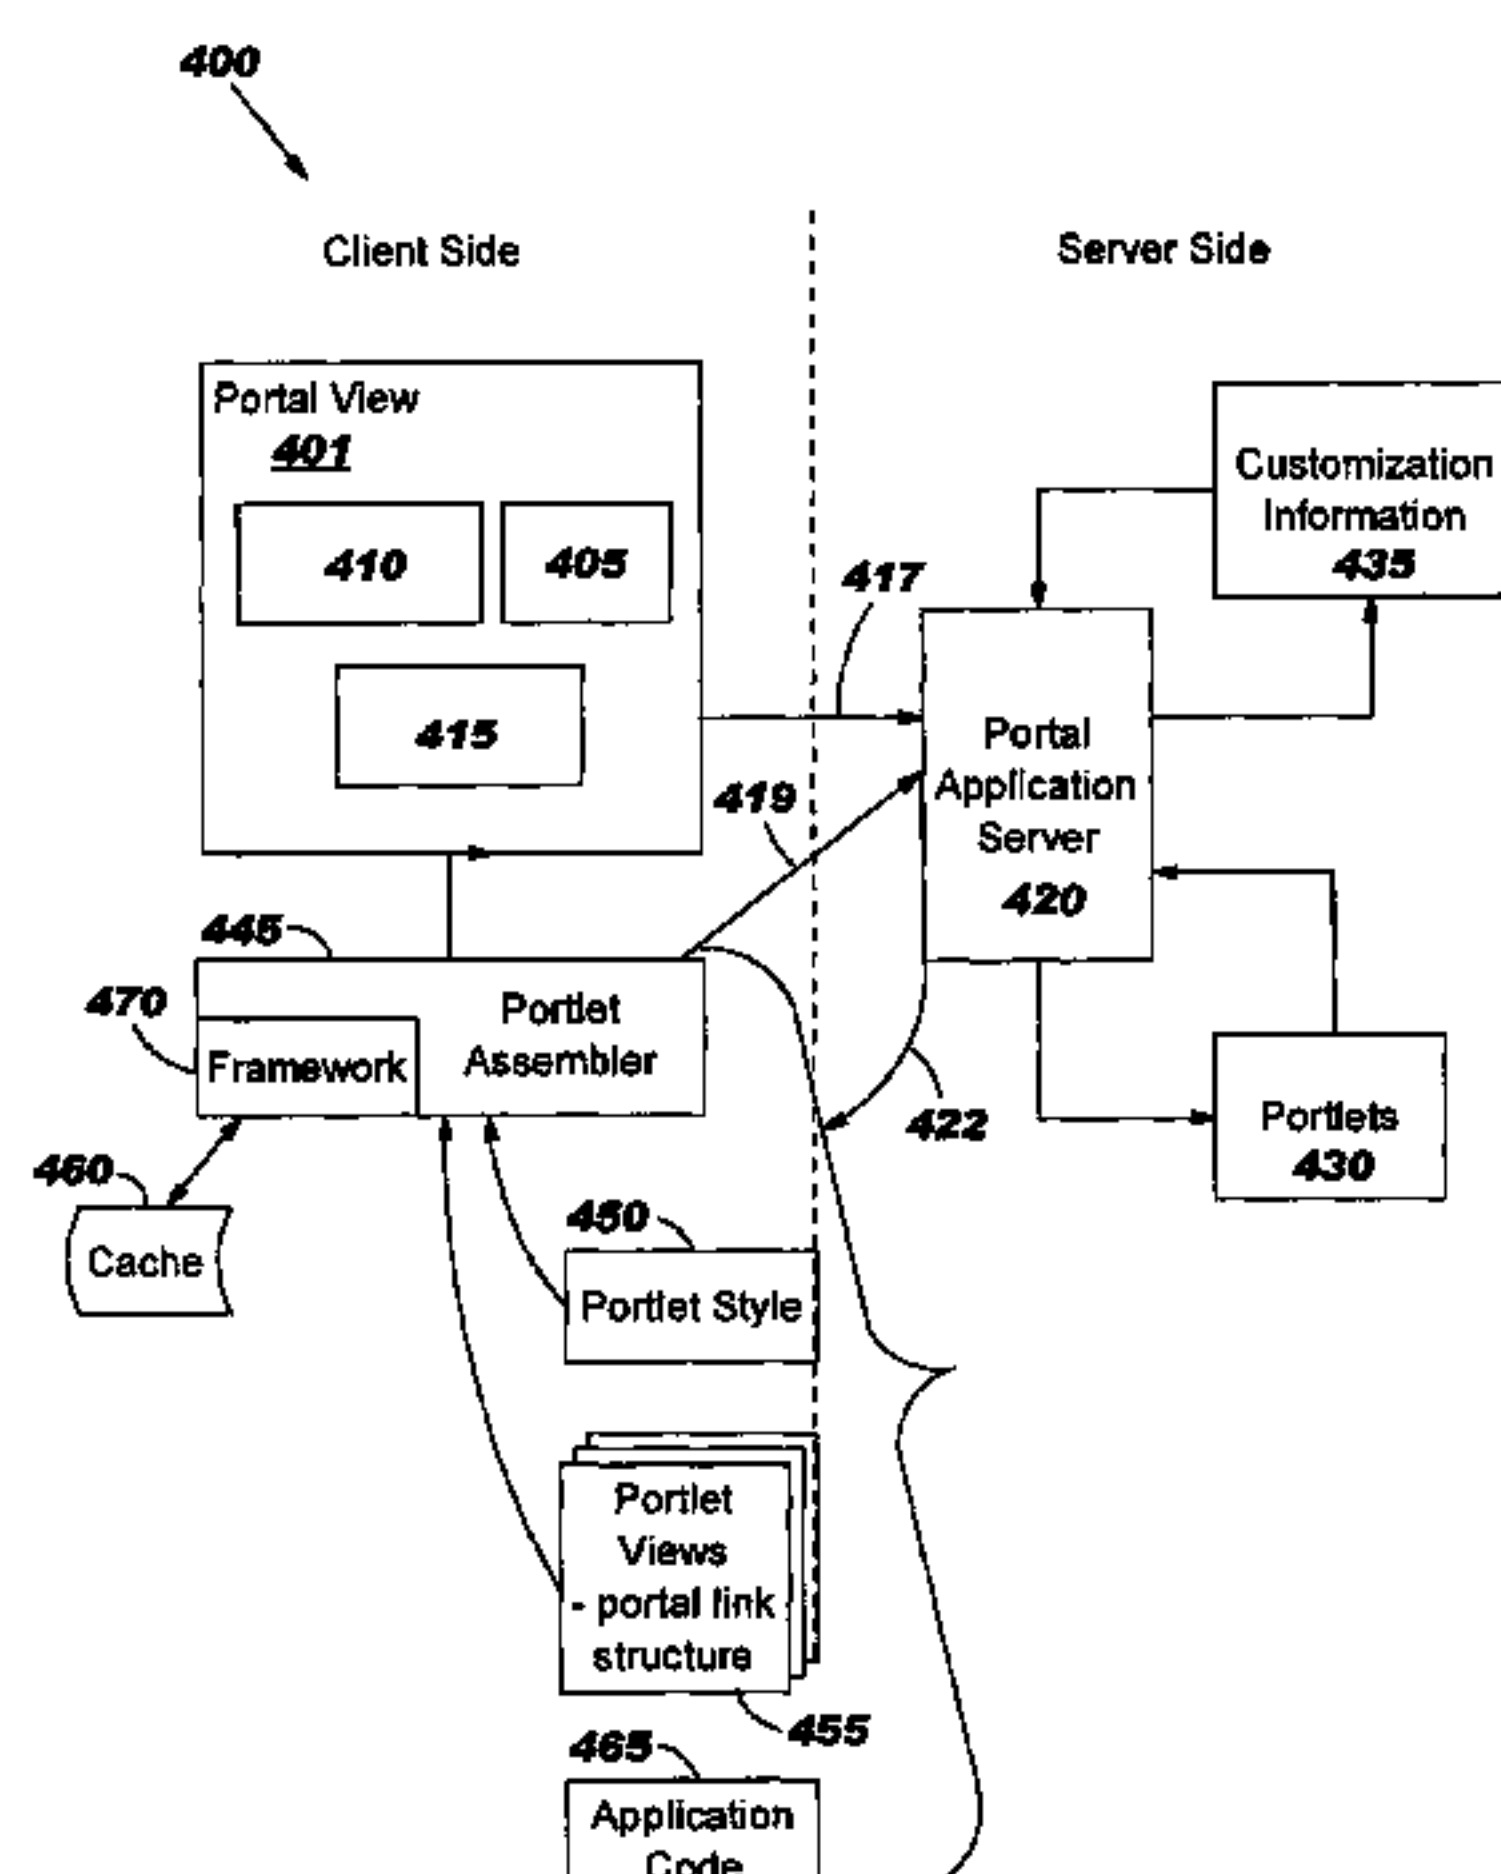 400
Client Side
Server Side
Portal View
401
410
405
415
417
Customization
Information
435
Portal
Application
Server
420
419
445
470
Framework
Portlet
Assembler
422
Portlets
430
460
Cache
450
Portlet Style
Portlet
Views
- portal link
structure
455
465
Application
Code